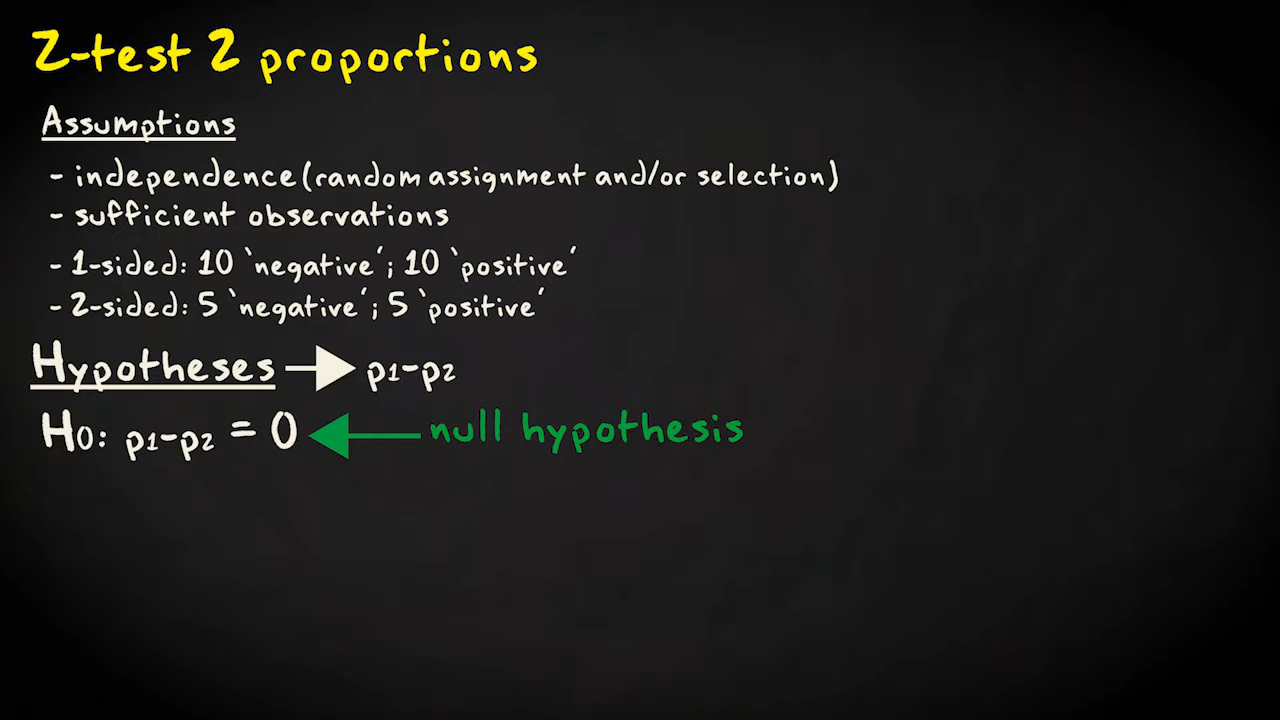 Z-test 2 proportions
Assumptions
- independence(random assignment and/or selection)
- sufficient observations
- 1-sided: 10 `negative´; 10 `positive´
- 2-sided: 5 `negative´; 5 `positive´
Hypotheses p1-p2
H0: p1-p2 = 0 null hypothesis